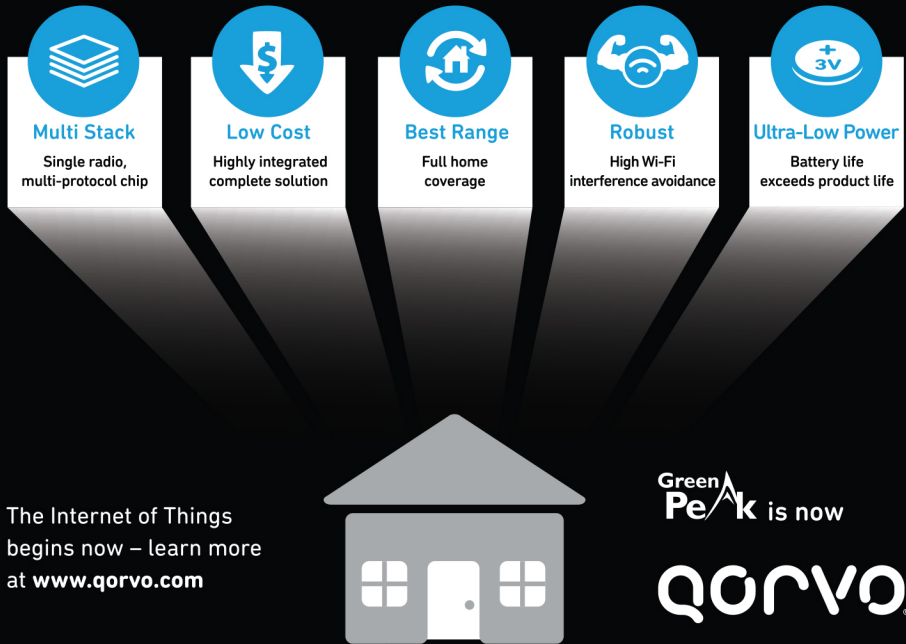 $
+
3V
Multi Stack
Single radio,
multi-protocol chip
Low Cost
Highly integrated
complete solution
Best Range
Full home
coverage
Robust
High Wi-Fi
interference avoidance
Ultra-Low Power
Battery life
exceeds product life
The Internet of Things
begins now – learn more
at www.qorvo.com
Green
Peak is now
QORVO®